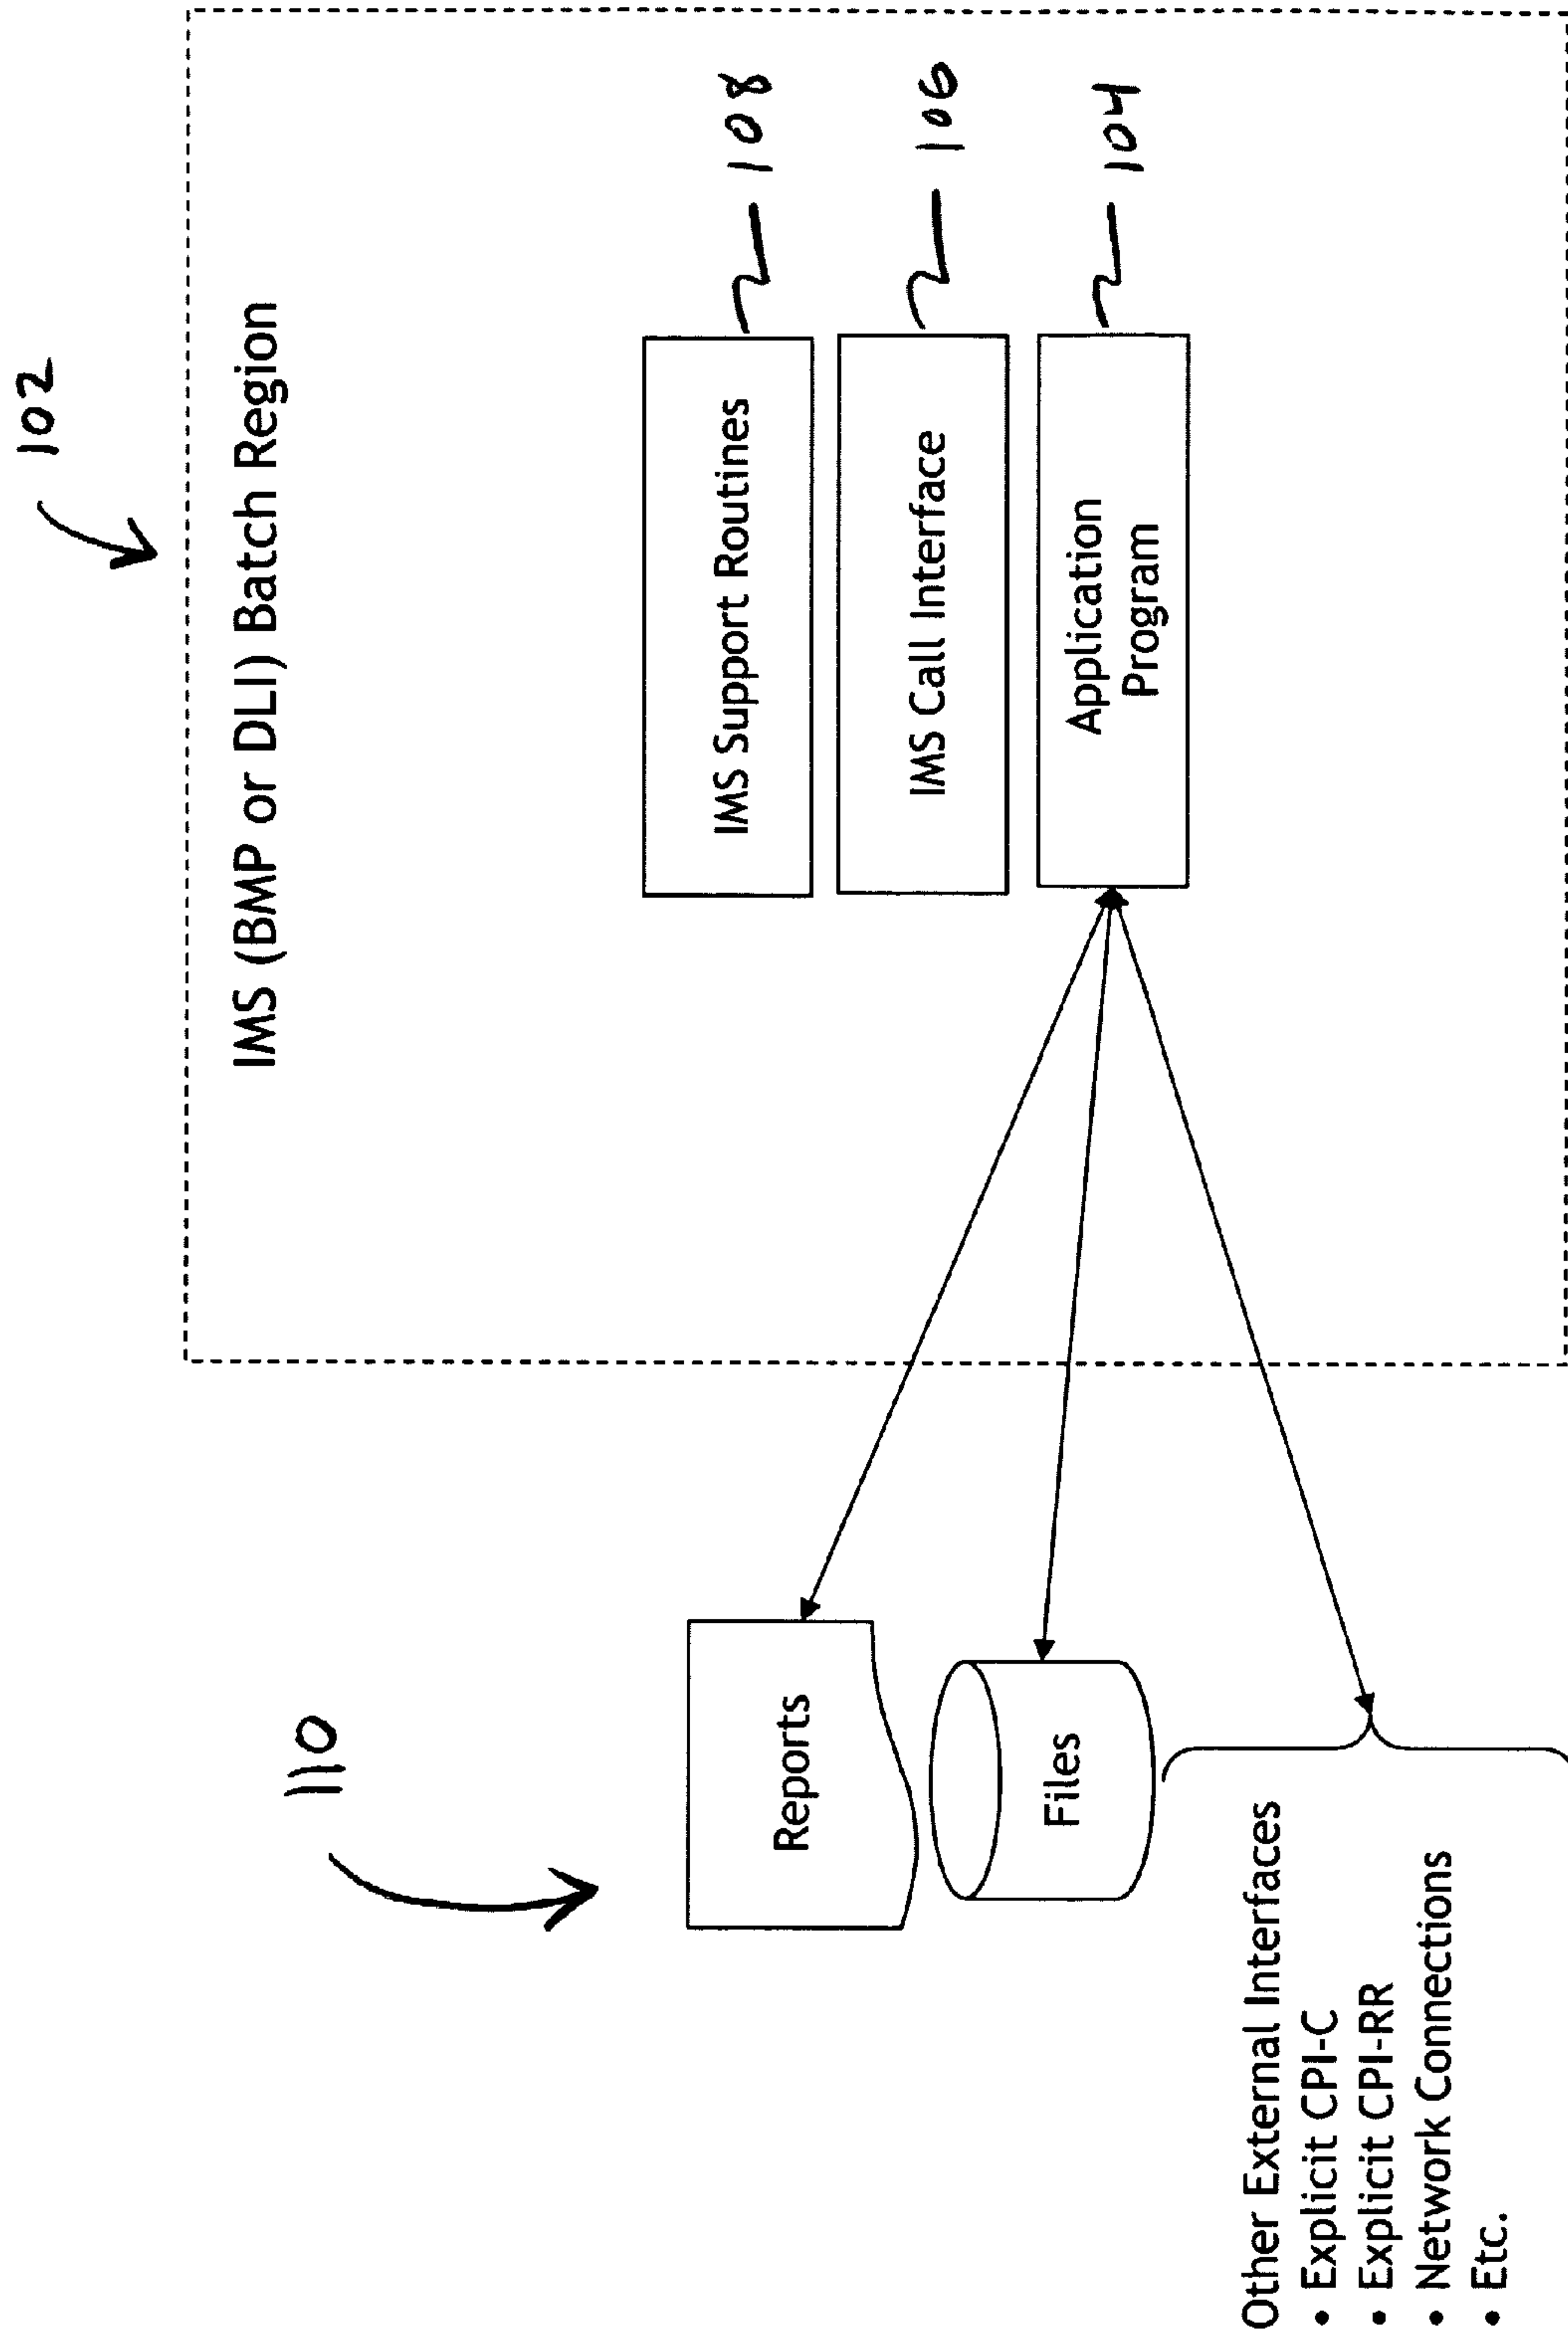 102
IMS (BMP or DLI) Batch Region
110
IMS Support Routines
108
Reports
IMS Call Interface
106
Files
Application
Program
104
Other External Interfaces
• Explicit CPI-C
• Explicit CPI-RR
• Network Connections
• Etc.